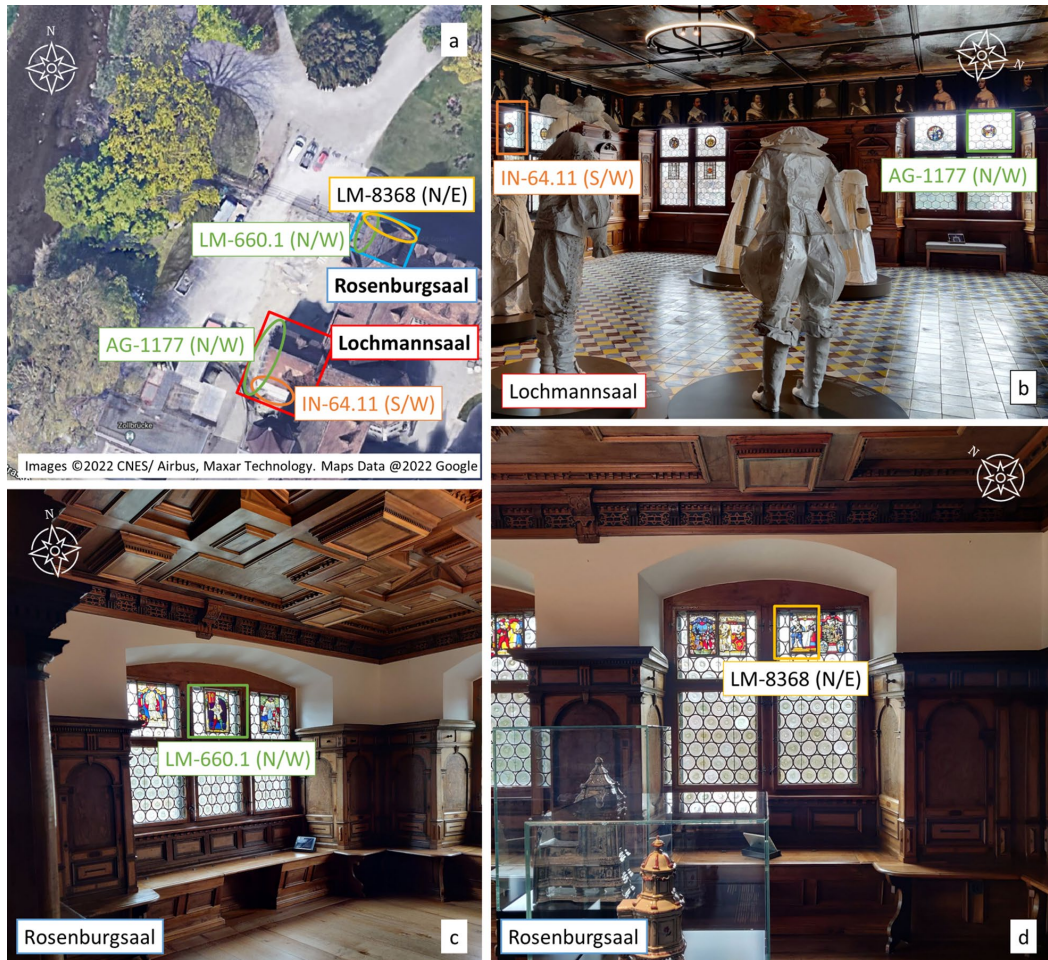 N
a
LM-8368 (N/E)
LM-660.1 (N/W)
Rosenburgsaal
AG-1177 (N/W)
Lochmannsaal
IN-64.11 (S/W)
Zollbrücke
H
Images ©2022 CNES/ Airbus, Maxar Technology. Maps Data @2022 Google
N
IN-64.11 (S/W)
AG-1177 (N/W)
Lochmannsaal
b
N
LM-660.1 (N/W)
Rosenburgsaal
c
N
LM-8368 (N/E)
Rosenburgsaal
d